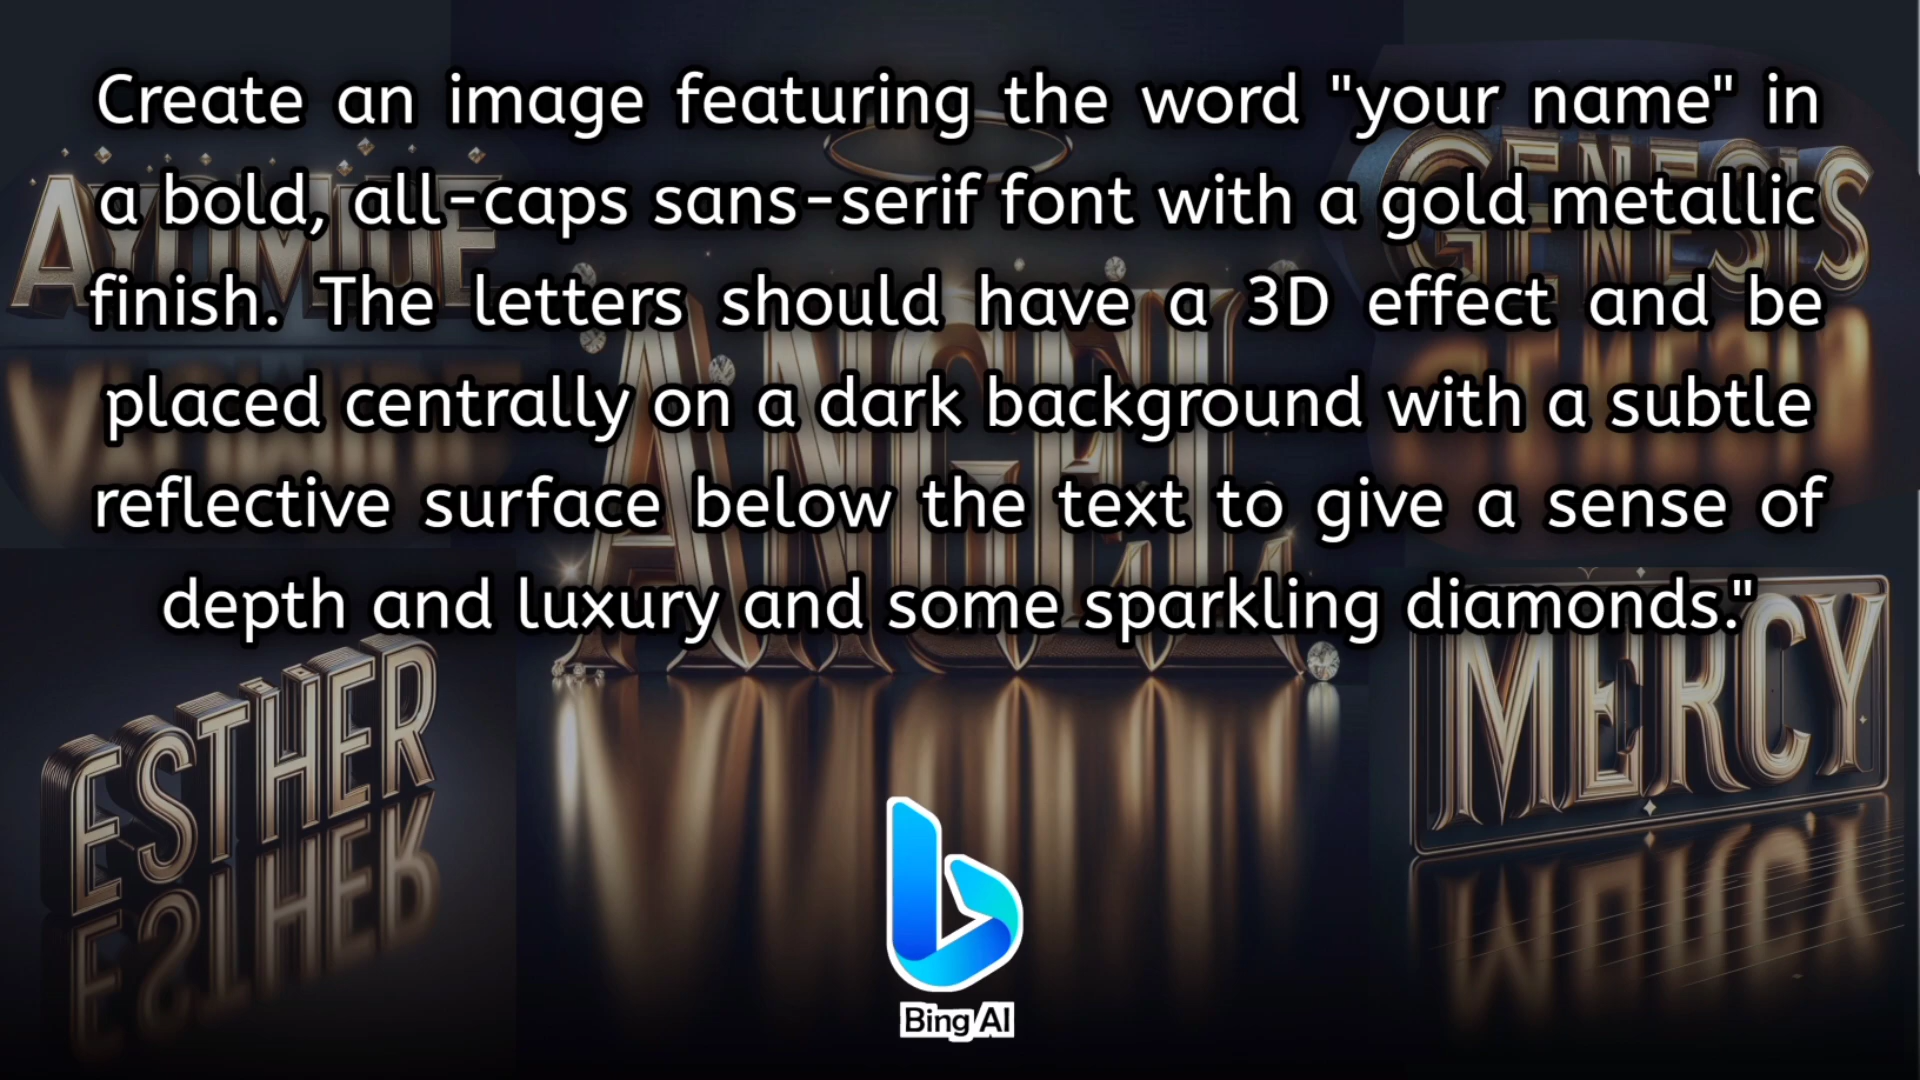 Create an image featuring the word "your name" in
a bold, all-caps sans-serif font with a gold metallic
finish. The letters should have a 3D effect and be
placed centrally on a dark background with a subtle
reflective surface below the text to give a sense of
depth and luxury and some sparkling diamonds."
AYOMIDE
GENESIS
ANGEL
ESTHER
MERCY
Bing AI